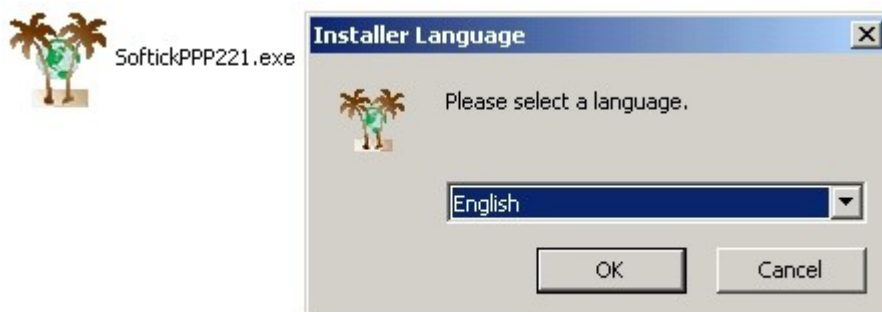 SoftickPPP221.exe
Installer Language
Please select a language.
English
OK
Cancel